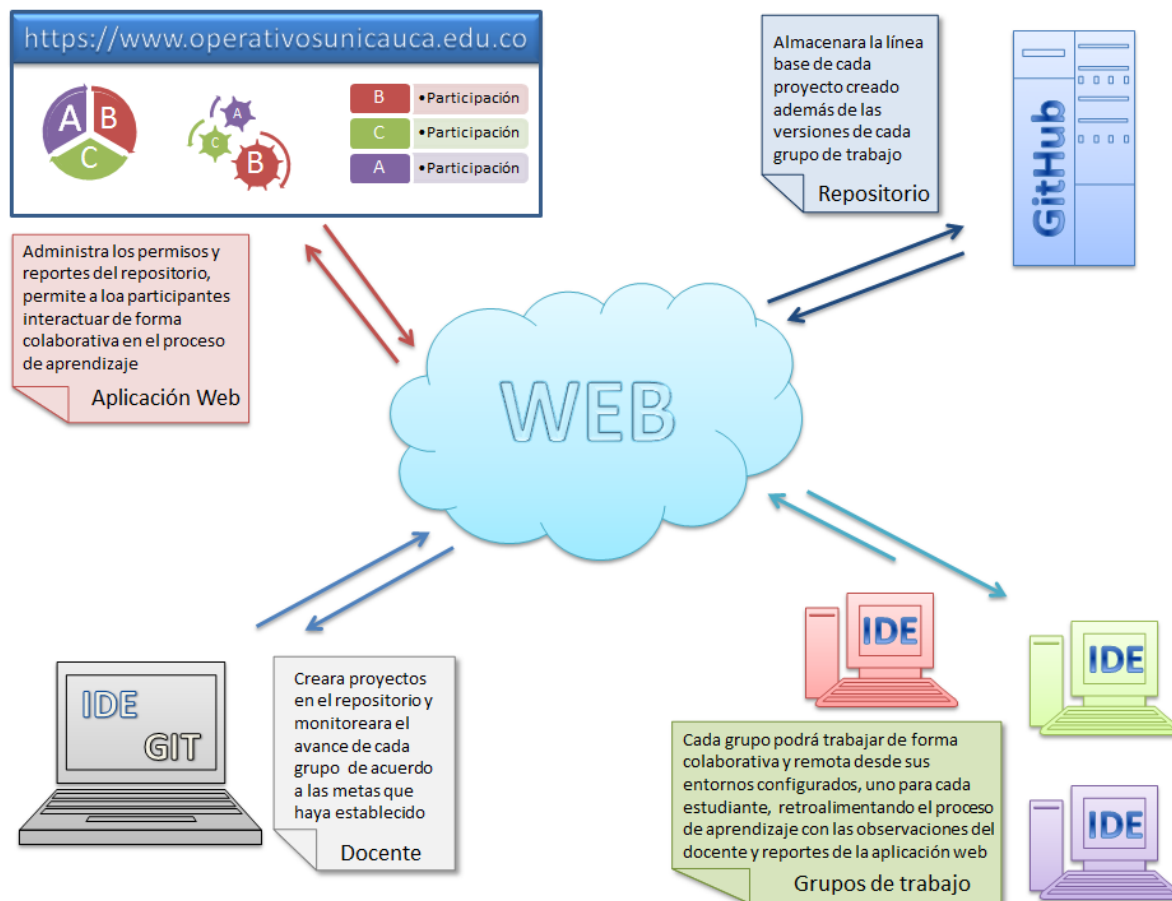 https://www.operativosunicauca.edu.co
A
B
C
A
C
B
B
•Participación
C
•Participación
A
•Participación
Administra los permisos y
reportes del repositorio,
permite a loa participantes
interactuar de forma
colaborativa en el proceso
de aprendizaje
Aplicación Web
Almacenara la línea
base de cada
proyecto creado
además de las
versiones de cada
grupo de trabajo
Repositorio
GitHub
WEB
IDE
GIT
Creara proyectos
en el repositorio y
monitoreara el
avance de cada
grupo de acuerdo
a las metas que
haya establecido
Docente
IDE
IDE
IDE
Cada grupo podrá trabajar de forma
colaborativa y remota desde sus
entornos configurados, uno para cada
estudiante, retroalimentando el proceso
de aprendizaje con las observaciones del
docente y reportes de la aplicación web
Grupos de trabajo